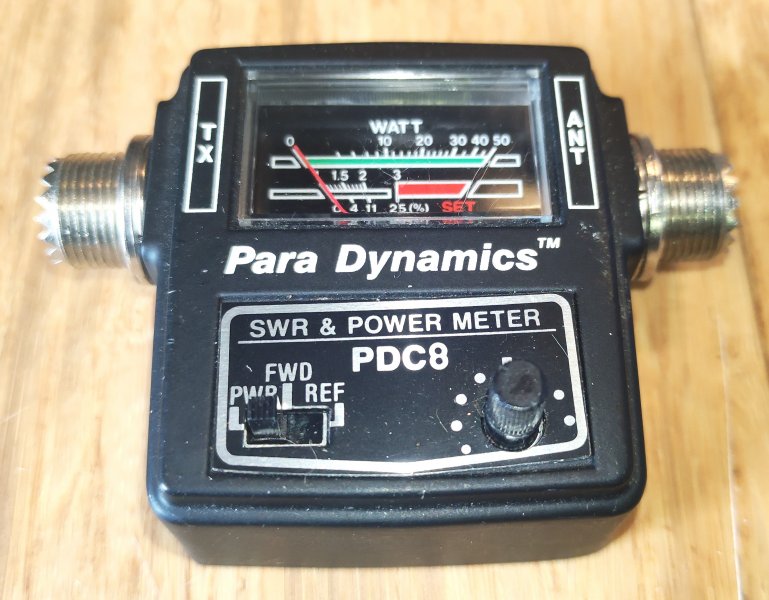 TX
ANT
WATT
0 10 20 30 40 50
1.5 2 3
0 4 11 25(%) SET
Para Dynamics™
SWR & POWER METER
PDC8
FWD
PWR REF